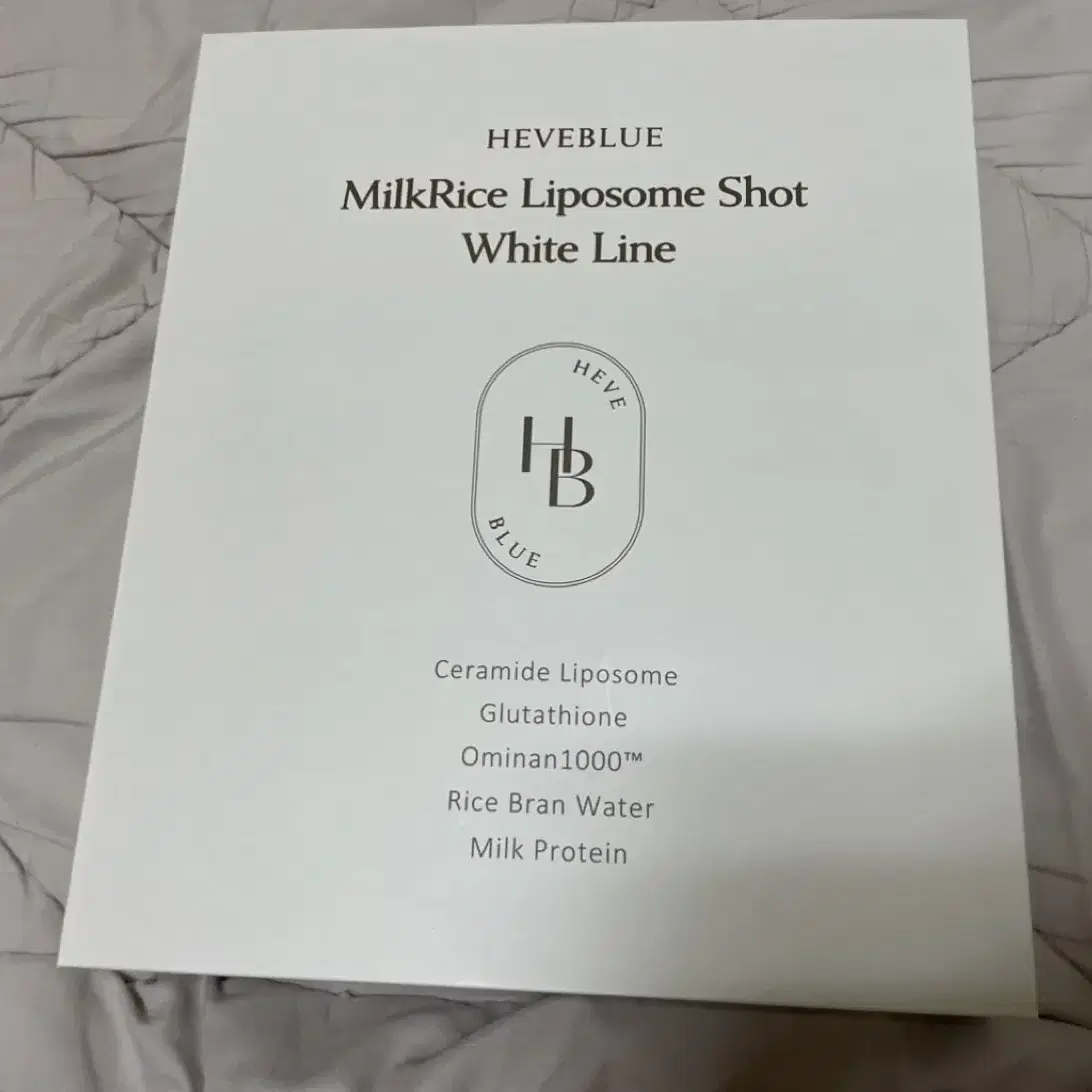 HEVEBLUE
MilkRice Liposome Shot
White Line
HEVE
HB
BLUE
Ceramide Liposome
Glutathione
Ominan1000™
Rice Bran Water
Milk Protein